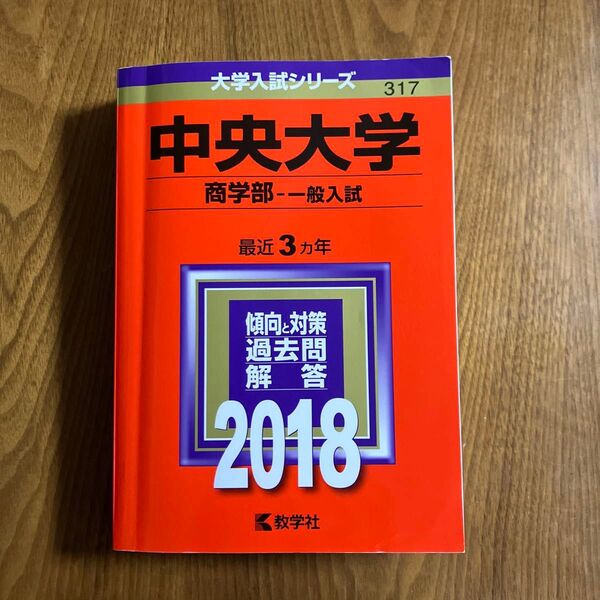 大学入試シリーズ
317
中央大学
商学部-一般入試
最近3カ年
傾向と対策
過去問
解答
2018
教学社